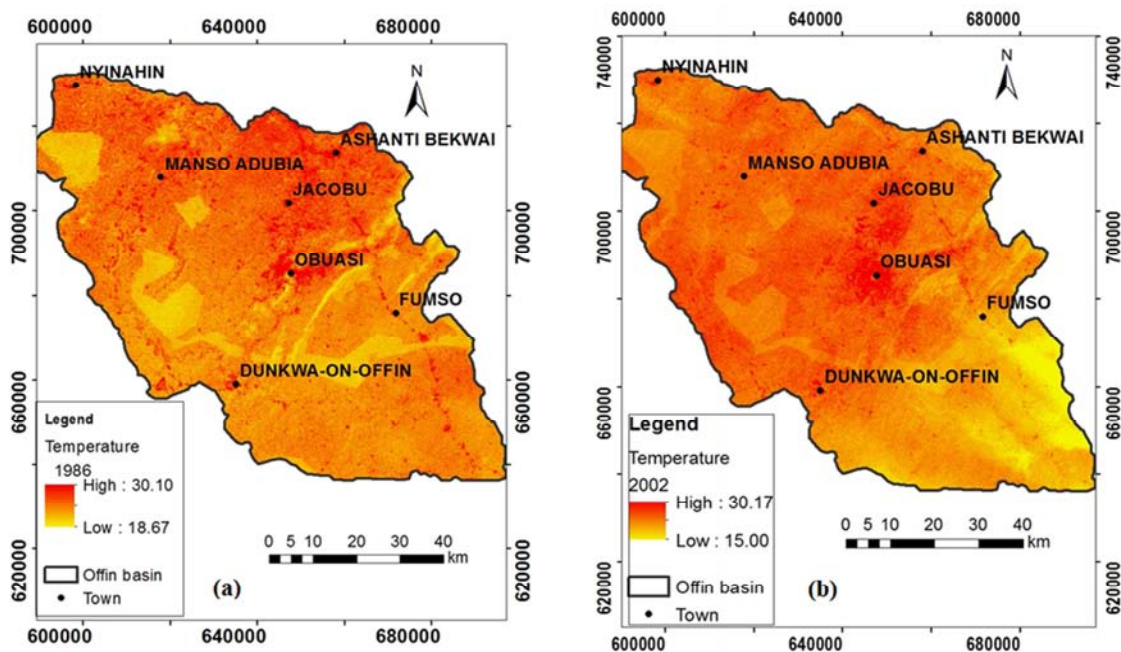 600000 640000 680000
NYINAHIN
N
ASHANTI BEKWAI
MANSO ADUBIA
JACOBU
700000
700000
OBUASI
FUMSO
DUNKWA-ON-OFFIN
660000
660000
Legend
Temperature
1986
High : 30.10
Low : 18.67
0 5 10 20 30 40
km
Offin basin
Town
(a)
620000
620000
600000 640000 680000
600000 640000 680000
740000
740000
NYINAHIN
N
ASHANTI BEKWAI
MANSO ADUBIA
JACOBU
700000
700000
OBUASI
FUMSO
DUNKWA-ON-OFFIN
660000
660000
Legend
Temperature
2002
High : 30.17
Low : 15.00
0 5 10 20 30 40
km
Offin basin
Town
(b)
620000
620000
600000 640000 680000